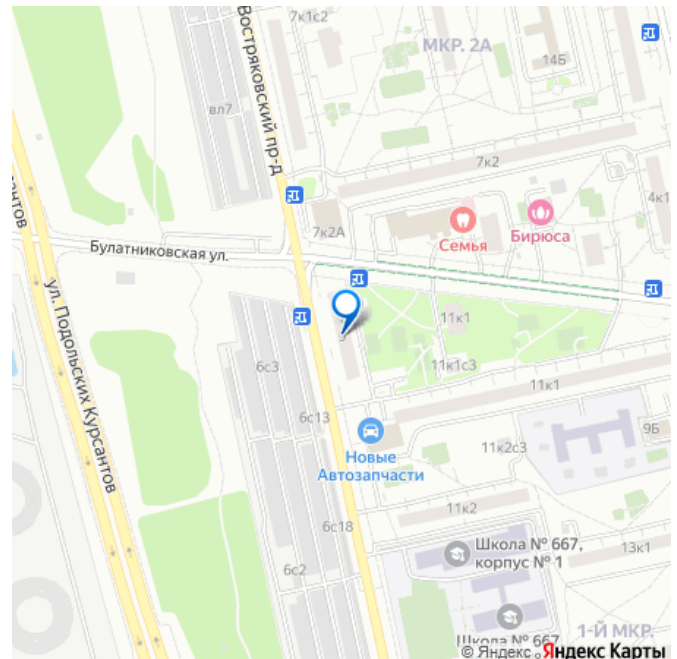 7к1с2
МКР. 2А
14Б
Востряковский пр-д
вл7
7к2
4к1
7к2А
Семья
Бирюса
Булатниковская ул.
ул. Подольских Курсантов
11к1
6с3
11к1с3
11к1
6с13
9Б
11к2с3
Новые
Автозапчасти
11к2
6с18
Школа № 667,
корпус № 1
13к1
6с2
1-Й МКР.
Школа № 667
© Яндекс
Яндекс Карты